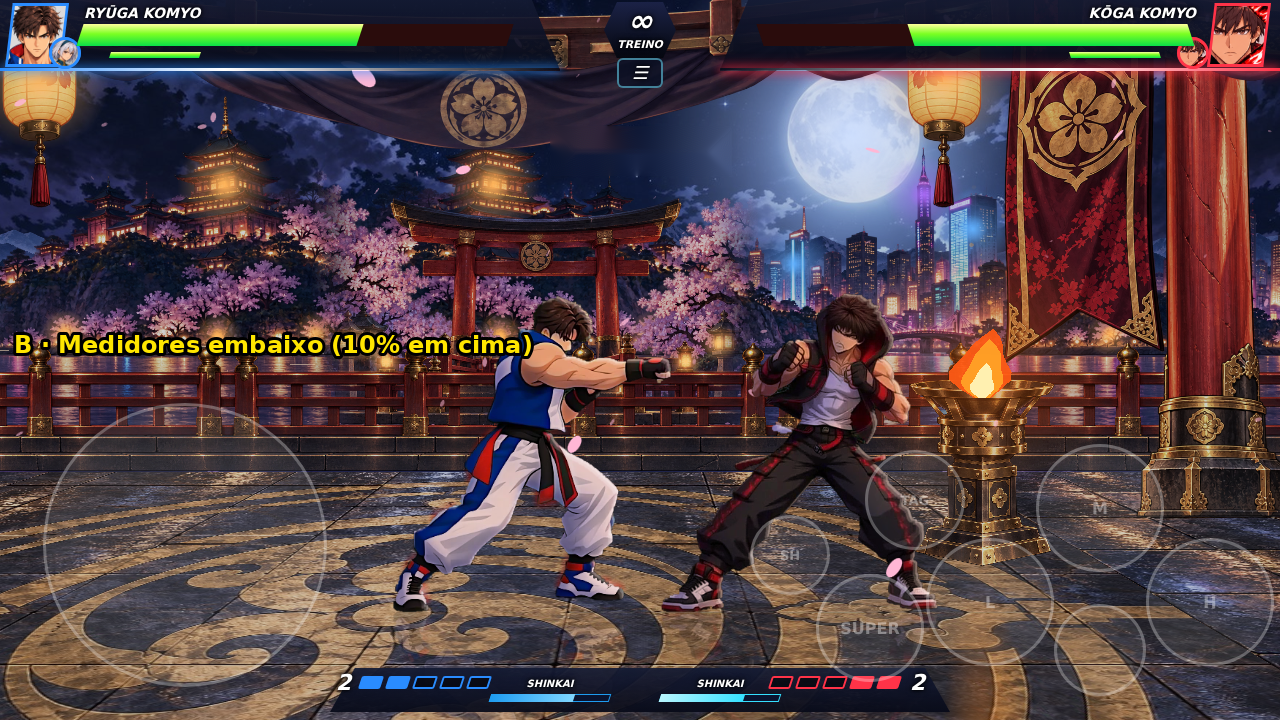 RYŪGA KOMYO
∞
TREINO
KŌGA KOMYO
B · Medidores embaixo (10% em cima)
TAG
M
SH
L
H
SUPER
2
SHINKAI
SHINKAI
2